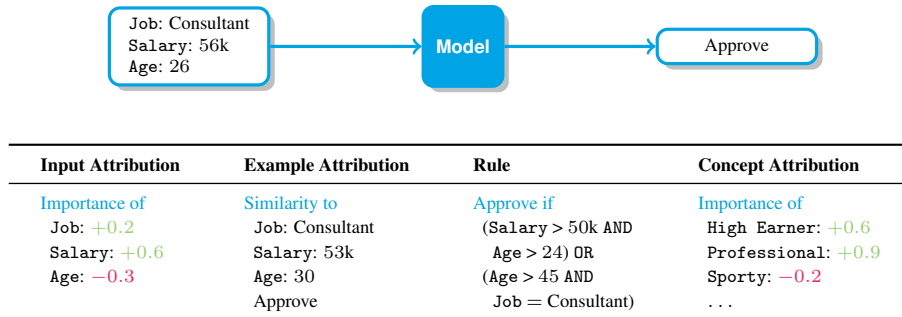 Job: Consultant
Salary: 56k
Age: 26
Model
Approve
Input Attribution
Example Attribution
Rule
Concept Attribution
Importance of
Job: +0.2
Salary: +0.6
Age: −0.3
Similarity to
Job: Consultant
Salary: 53k
Age: 30
Approve
Approve if
(Salary > 50k AND
Age > 24) OR
(Age > 45 AND
Job = Consultant)
Importance of
High Earner: +0.6
Professional: +0.9
Sporty: −0.2
...